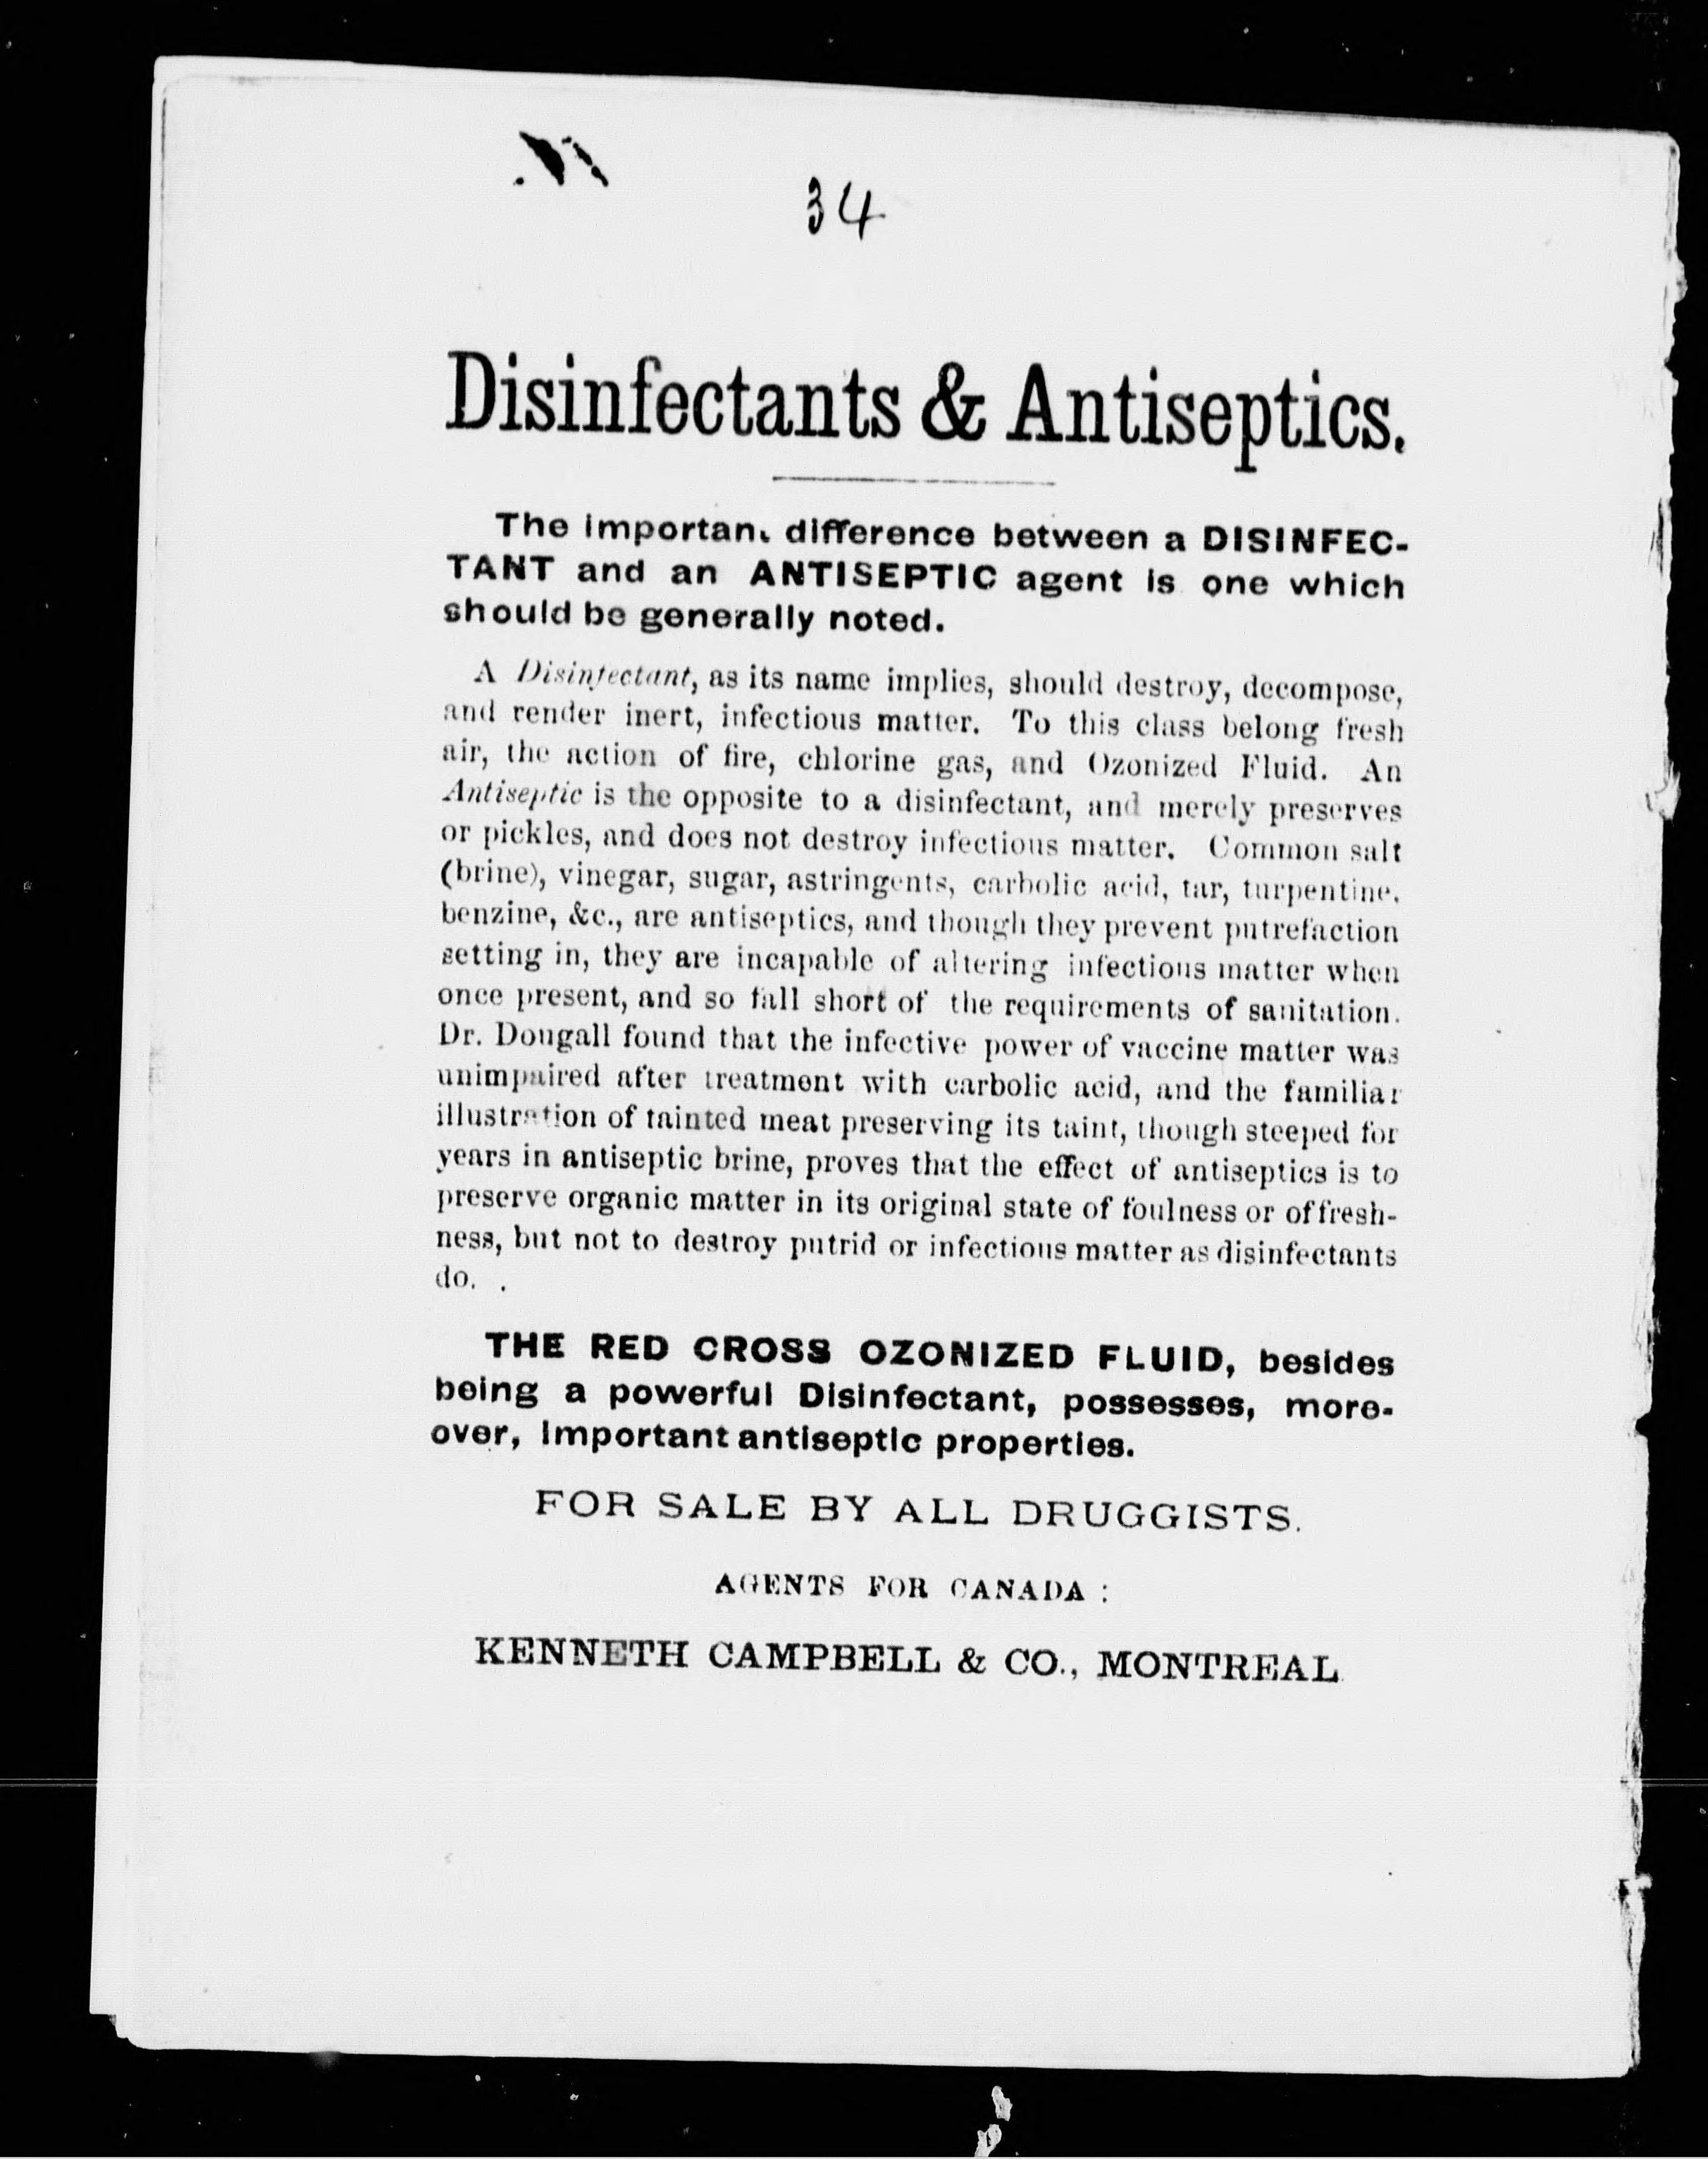 34
Disinfectants & Antiseptics.
The important difference between a DISINFEC-
TANT and an ANTISEPTIC agent is one which
should be generally noted.
A Disinfectant, as its name implies, should destroy, decompose,
and render inert, infectious matter. To this class belong fresh
air, the action of fire, chlorine gas, and Ozonized Fluid. An
Antiseptic is the opposite to a disinfectant, and merely preserves
or pickles, and does not destroy infectious matter. Common salt
(brine), vinegar, sugar, astringents, carbolic acid, tar, turpentine,
benzine, &c., are antiseptics, and though they prevent putrefaction
setting in, they are incapable of altering infectious matter when
once present, and so fall short of the requirements of sanitation.
Dr. Dougall found that the infective power of vaccine matter was
unimpaired after treatment with carbolic acid, and the familiar
illustration of tainted meat preserving its taint, though steeped for
years in antiseptic brine, proves that the effect of antiseptics is to
preserve organic matter in its original state of foulness or of fresh-
ness, but not to destroy putrid or infectious matter as disinfectants
do.
THE RED CROSS OZONIZED FLUID, besides
being a powerful Disinfectant, possesses, more-
over, important antiseptic properties.
FOR SALE BY ALL DRUGGISTS.
AGENTS FOR CANADA :
KENNETH CAMPBELL & CO., MONTREAL